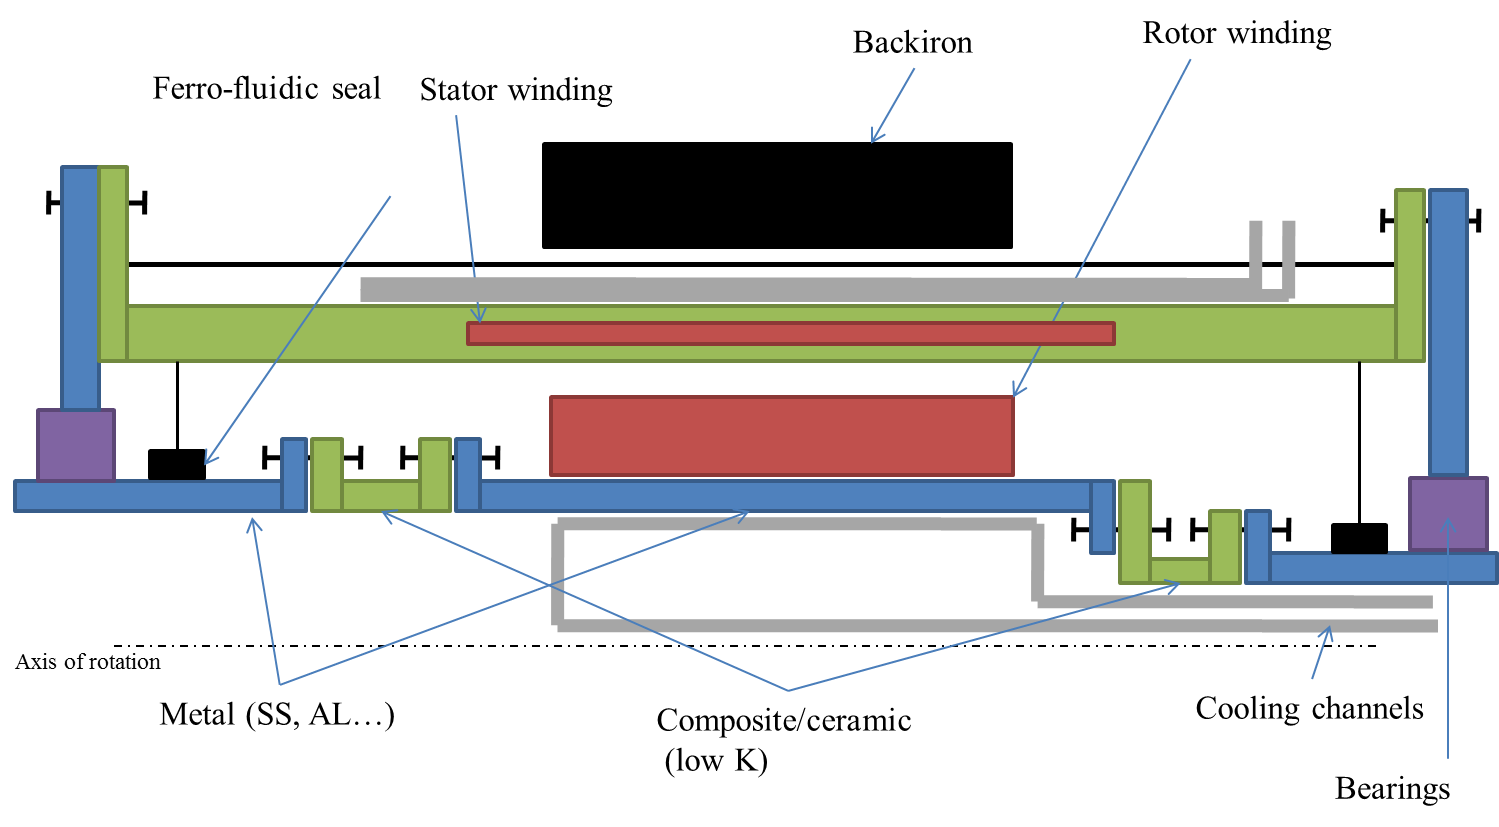 Rotor winding
Backiron
Ferro-fluidic seal
Stator winding
Axis of rotation
Metal (SS, AL…)
Composite/ceramic
(low K)
Cooling channels
Bearings